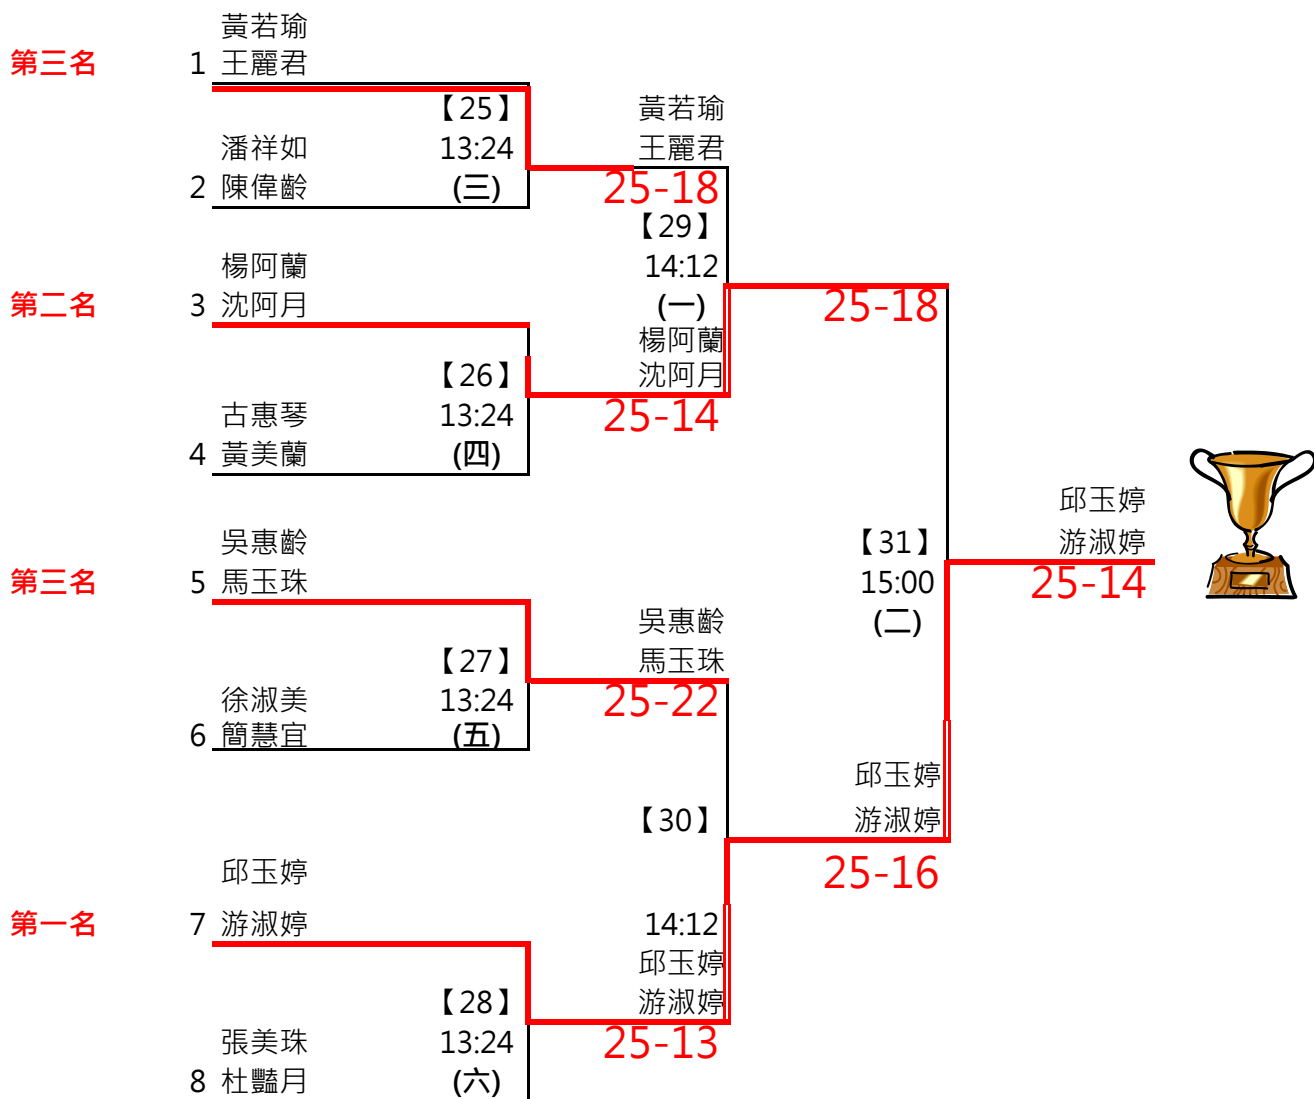 黃若瑜
第三名 1 王麗君
【25】 黃若瑜
潘祥如 13:24 王麗君
2 陳偉齡 (三) 25-18
【29】
楊阿蘭 14:12
第二名 3 沈阿月 (一) 25-18
楊阿蘭
【26】 沈阿月
古惠琴 13:24 25-14
4 黃美蘭 (四)
邱玉婷
吳惠齡 【31】 游淑婷
第三名 5 馬玉珠 15:00 25-14
吳惠齡 (二)
【27】 馬玉珠
徐淑美 13:24 25-22
6 簡慧宜 (五)
邱玉婷
【30】 游淑婷
邱玉婷 25-16
第一名 7 游淑婷 14:12
邱玉婷
【28】 游淑婷
張美珠 13:24 25-13
8 杜豔月 (六)